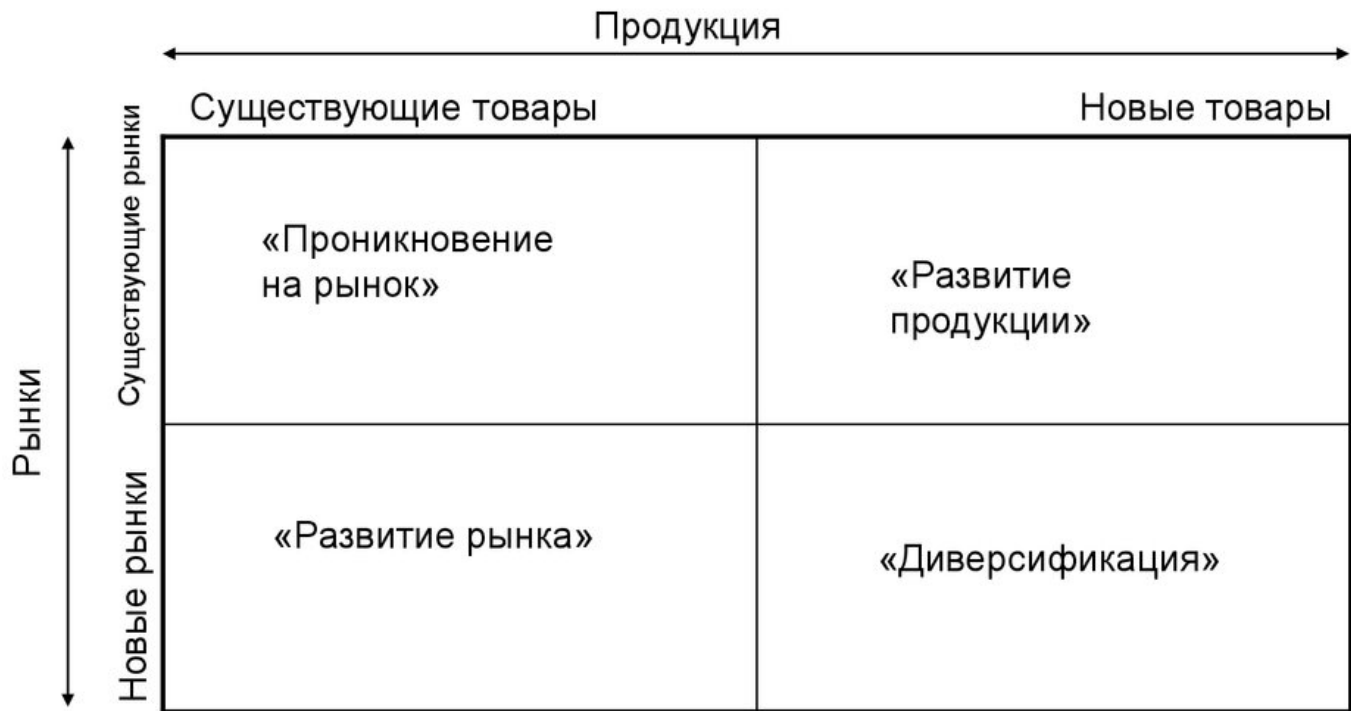 Продукция
Существующие товары
Новые товары
Рынки
Существующие рынки
«Проникновение
на рынок»
«Развитие
продукции»
Новые рынки
«Развитие рынка»
«Диверсификация»